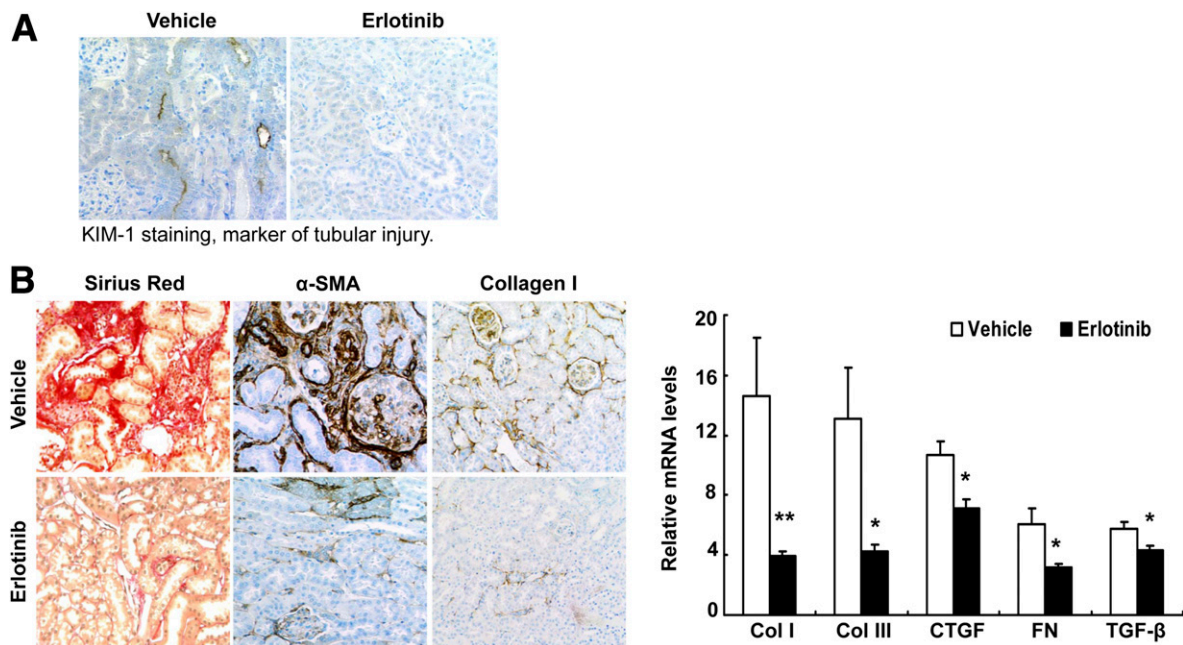 A
Vehicle Erlotinib
KIM-1 staining, marker of tubular injury.
B
Sirius Red α-SMA Collagen I
Vehicle
Erlotinib
Relative mRNA levels
20
16
12
8
4
0
Vehicle Erlotinib
**
*
*
*
*
Col I Col III CTGF FN TGF-β